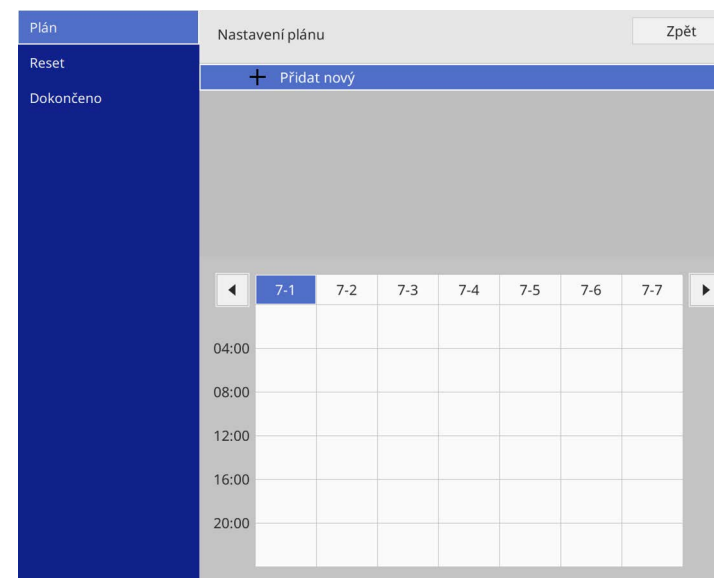 Plán
Reset
Dokončeno
Nastavení plánu
Zpět
Přidat nový
7-1 7-2 7-3 7-4 7-5 7-6 7-7
04:00
08:00
12:00
16:00
20:00